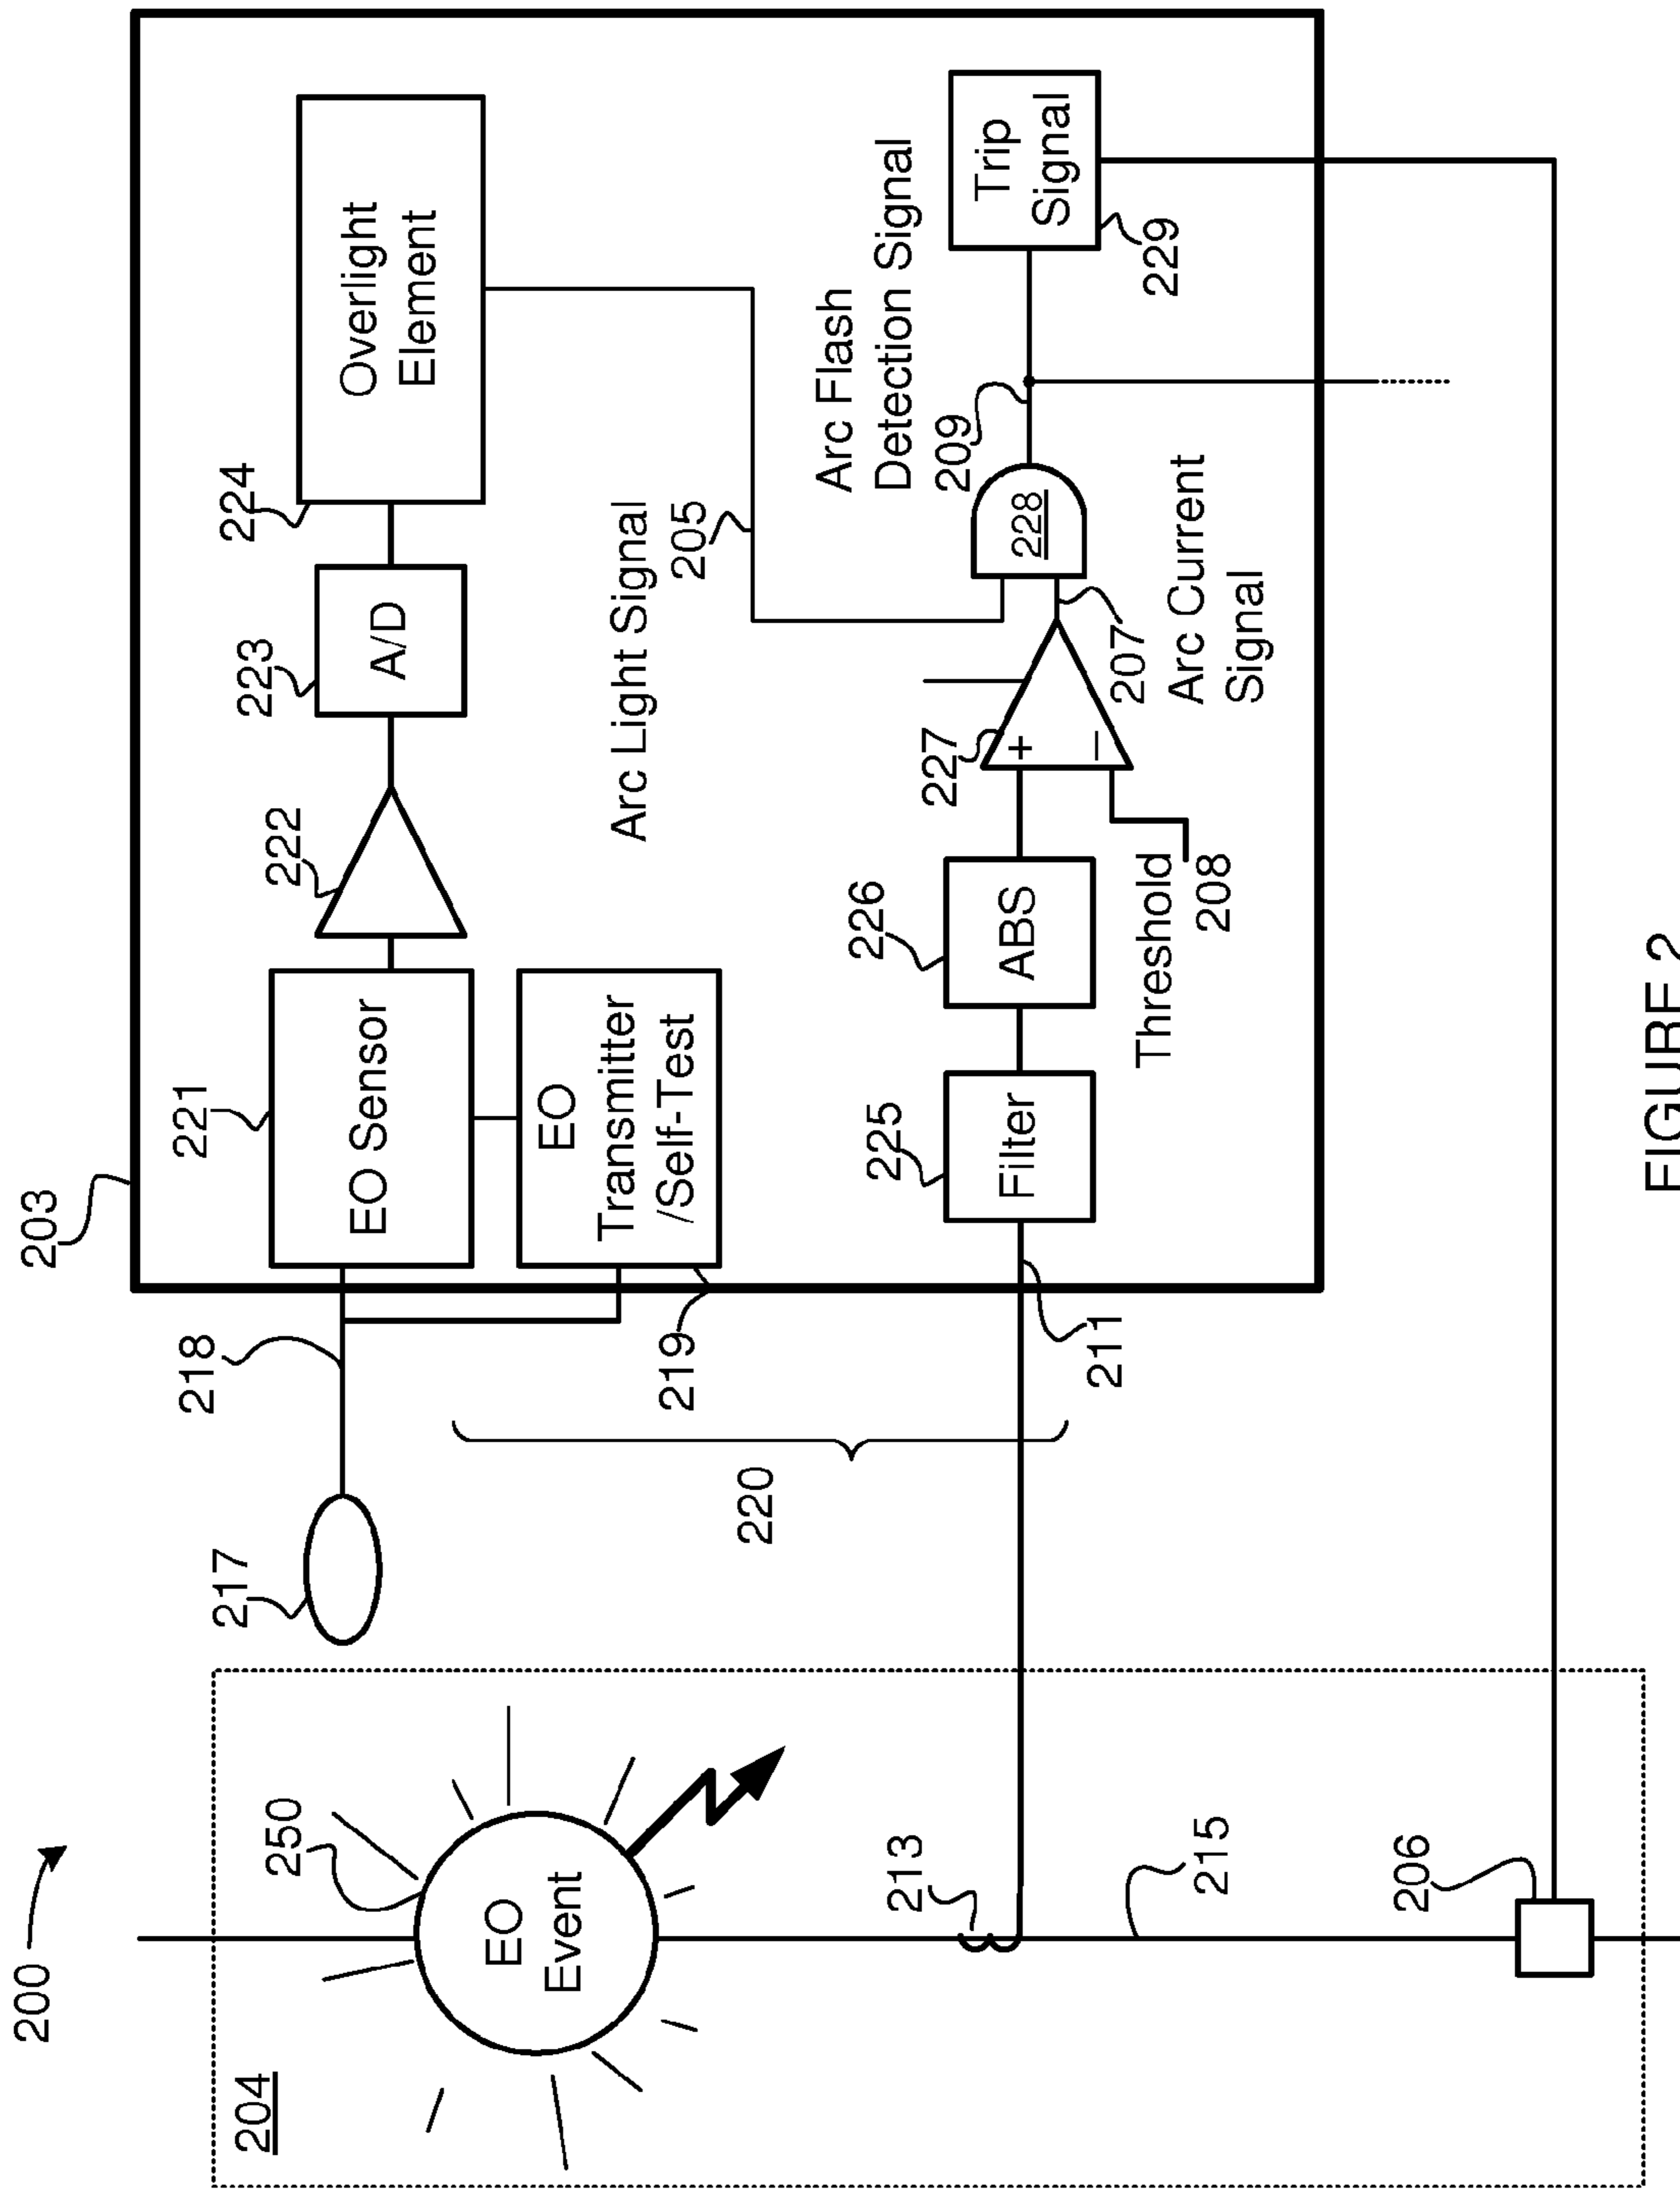 200
203
204
250
EO
Event
217
218
221
EO Sensor
222
223
A/D
224
Overlight
Element
EO
Transmitter
/Self-Test
219
Arc Light Signal
205
220
Arc Flash
Detection Signal
213
211
225
Filter
226
ABS
227
+
−
Threshold
208
207
Arc Current
Signal
228
209
Trip
Signal
229
215
206
FIGURE 2